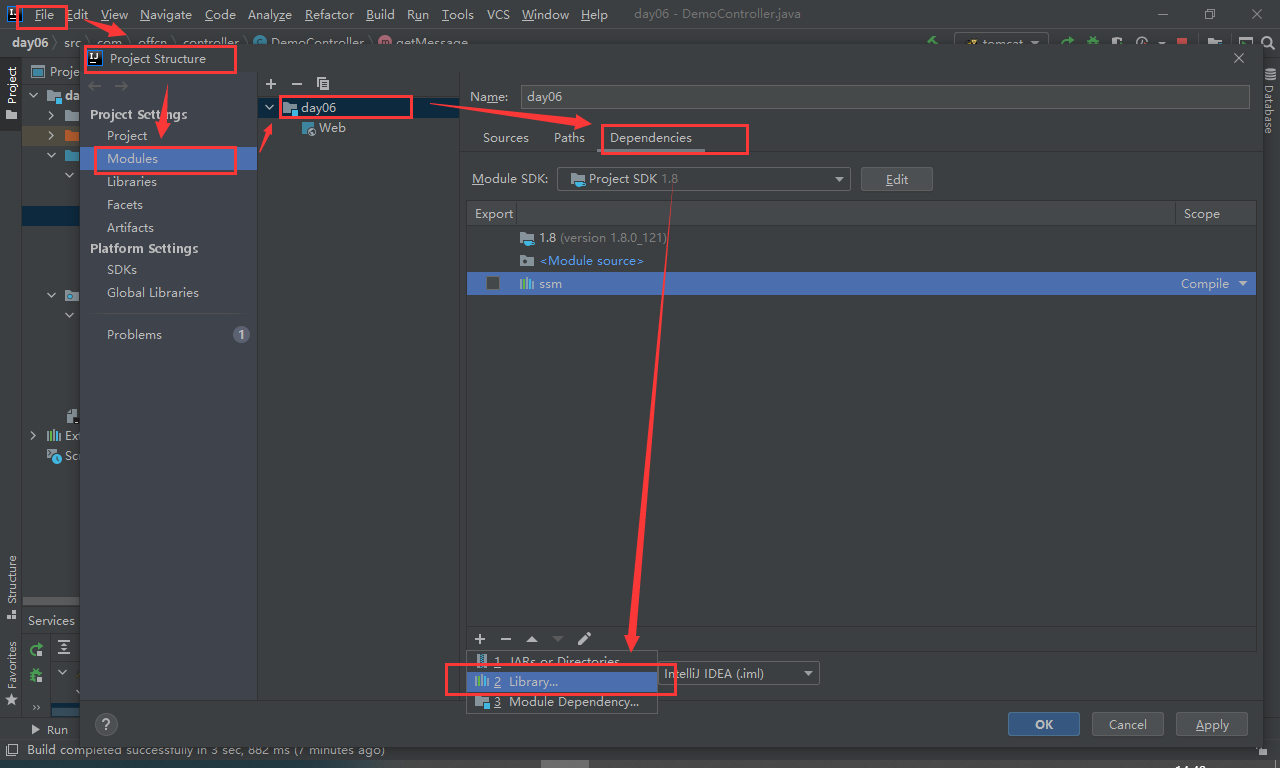 File Edit View Navigate Code Analyze Refactor Build Run Tools VCS Window Help day06 - DemoController.java
day06 src com offcn controller DemoController getMessage tomcat
Project Structure
Project
Database
Structure
Favorites
Proje
da
Ext
Scr
Services
Project Settings
Project
Modules
Libraries
Facets
Artifacts
Platform Settings
SDKs
Global Libraries
Problems 1
day06
Web
Name: day06
Sources Paths Dependencies
Module SDK: Project SDK 1.8 Edit
Export Scope
1.8 (version 1.8.0_121)
<Module source>
ssm Compile
1 JARs or Directories...
2 Library...
3 Module Dependency...
IntelliJ IDEA (.iml)
? OK Cancel Apply
Run
Build completed successfully in 3 sec, 882 ms (7 minutes ago)